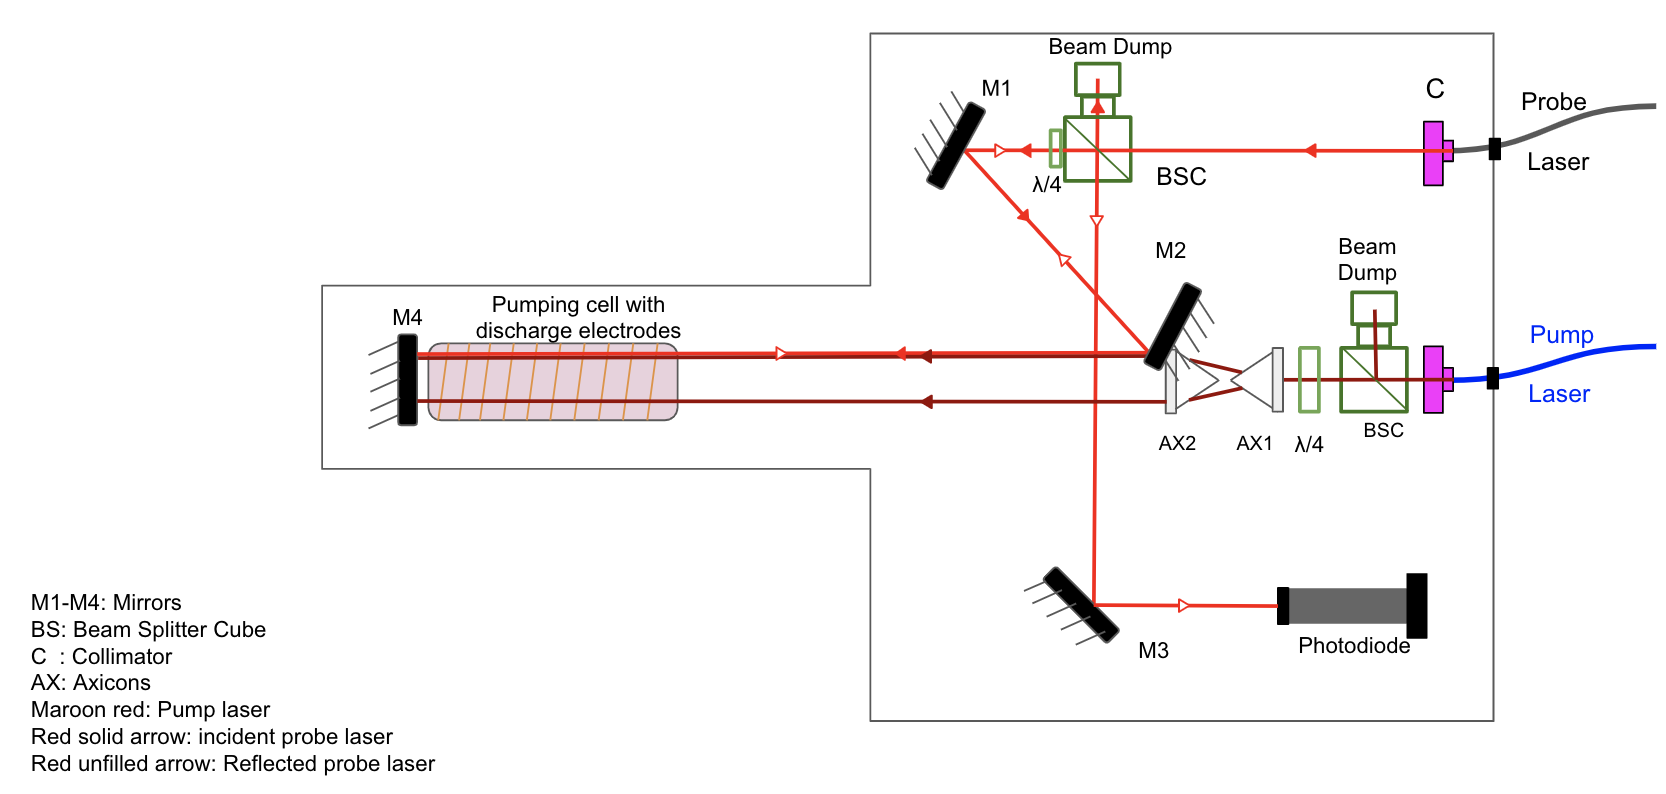 Beam Dump
M1
C
Probe
Laser
λ/4
BSC
M2
Beam
Dump
Pumping cell with
discharge electrodes
M4
Pump
Laser
AX2
AX1
λ/4
BSC
M3
Photodiode
M1-M4: Mirrors
BS: Beam Splitter Cube
C : Collimator
AX: Axicons
Maroon red: Pump laser
Red solid arrow: incident probe laser
Red unfilled arrow: Reflected probe laser